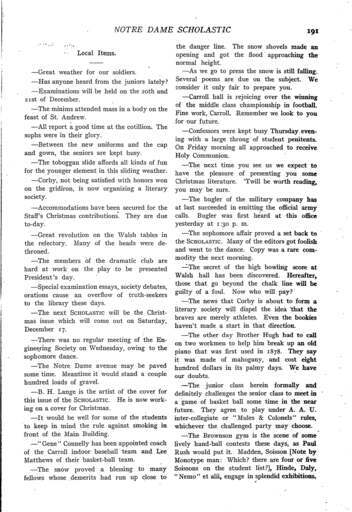 NOTRE DAME SCHOLASTIC
191
Local Items.
—Great weather for our soldiers.
—Has anyone heard from the juniors lately?
—Examinations will be held on the 20th and
21st of December.
—The minims attended mass in a body on the
feast of St. Andrew.
—All report a good time at the cotillion. The
sophs were in their glory.
—Between the new uniforms and the cap
and gown, the seniors are kept busy.
—The toboggan slide affords all kinds of fun
for the younger element in this sliding weather.
—Corby, not being satisfied with honors won
on the gridiron, is now organizing a literary
society.
—Accommodations have been secured for the
Staff's Christmas contributions. They are due
to-day.
—Great revolution on the Walsh tables in
the refectory. Many of the heads were de-
throned.
—The members of the dramatic club are
hard at work on the play to be presented
President's day.
—Special examination essays, society debates,
orations cause an overflow of truth-seekers
to the library these days.
—The next SCHOLASTIC will be the Christ-
mas issue which will come out on Saturday,
December 17.
—There was no regular meeting of the En-
gineering Society on Wednesday, owing to the
sophomore dance.
—The Notre Dame avenue may be paved
some time. Meantime it would stand a couple
hundred loads of gravel.
—B. H. Lange is the artist of the cover for
this issue of the SCHOLASTIC. He is now work-
ing on a cover for Christmas.
—It would be well for some of the students
to keep in mind the rule against smoking in
front of the Main Building.
—"Gene" Connelly has been appointed coach
of the Carroll indoor baseball team and Lee
Matthews of their basket-ball team.
—The snow proved a blessing to many
fellows whose demerits had run up close to
the danger line. The snow shovels made an
opening and got the flood approaching the
normal height.
—As we go to press the snow is still falling.
Several poems are due on the subject. We
consider it only fair to prepare you.
—Carroll hall is rejoicing over the winning
of the middle class championship in football.
Fine work, Carroll. Remember we look to you
for our future.
—Confessors were kept busy Thursday even-
ing with a large throng of student penitents.
On Friday morning all approached to receive
Holy Communion.
—The next time you see us we expect to
have the pleasure of presenting you some
Christmas literature. 'Twill be worth reading,
you may be sure.
—The bugler of the military company has
at last succeeded in emitting the official army
calls. Bugler was first heard at this office
yesterday at 1:30. p. m.
—The sophomore affair proved a set back to
the SCHOLASTIC. Many of the editors got foolish
and went to the dance. Copy was a rare com-
modity the next morning.
—The secret of the high bowling score at
Walsh hall has been discovered. Hereafter,
those that go beyond the chalk line will be
guilty of a foul. Now who will pay?
—The news that Corby is about to form a
literary society will dispel the idea that the
braves are merely athletes. Even the bookies
haven't made a start in that direction.
—The other day Brother Hugh had to call
on two workmen to help him break up an old
piano that was first used in 1878. They say
it was made of mahogany, and cost eight
hundred dollars in its palmy days. We have
our doubts.
—The junior class herein formally and
definitely challenges the senior class to meet in
a game of basket ball some time in the near
future. They agree to play under A. A. U.
inter-collegiate or "Mules & Colonels" rules,
whichever the challenged party may choose.
—The Brownson gym is the scene of some
lively hand-ball contests these days, as Paul
Rush would put it. Madden, Soisson [Note by
Monotype man: Which? there are four or five
Soissons on the student list?], Hinde, Daly,
"Nemo" et alii, engage in splendid exhibitions,